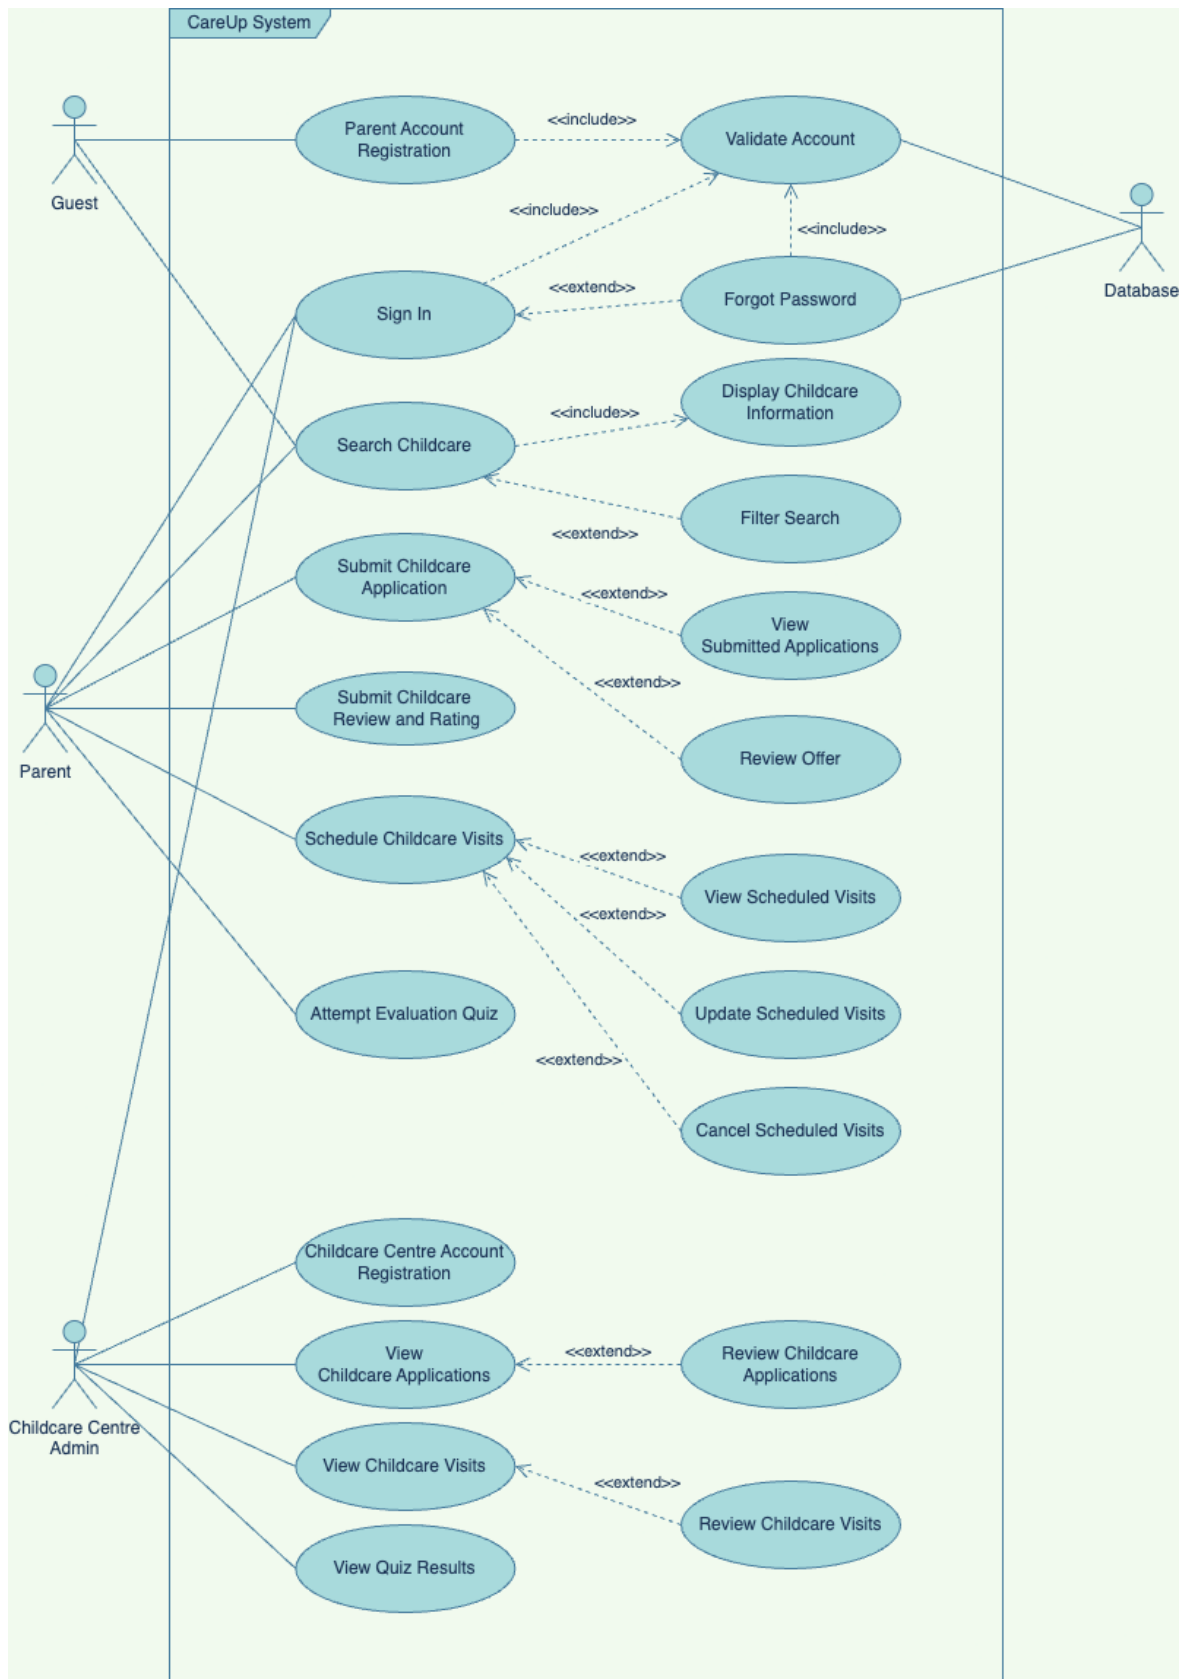 CareUp System
Parent Account
Registration
<<include>>
Validate Account
Guest
<<include>>
<<include>>
Database
Sign In
<<extend>>
Forgot Password
Display Childcare
Information
<<include>>
Search Childcare
Filter Search
<<extend>>
Submit Childcare
Application
<<extend>>
View
Submitted Applications
<<extend>>
Submit Childcare
Review and Rating
Review Offer
Parent
Schedule Childcare Visits
<<extend>>
View Scheduled Visits
<<extend>>
Attempt Evaluation Quiz
Update Scheduled Visits
<<extend>>
Cancel Scheduled Visits
Childcare Centre Account
Registration
View
Childcare Applications
<<extend>>
Review Childcare
Applications
Childcare Centre
Admin
View Childcare Visits
<<extend>>
Review Childcare Visits
View Quiz Results